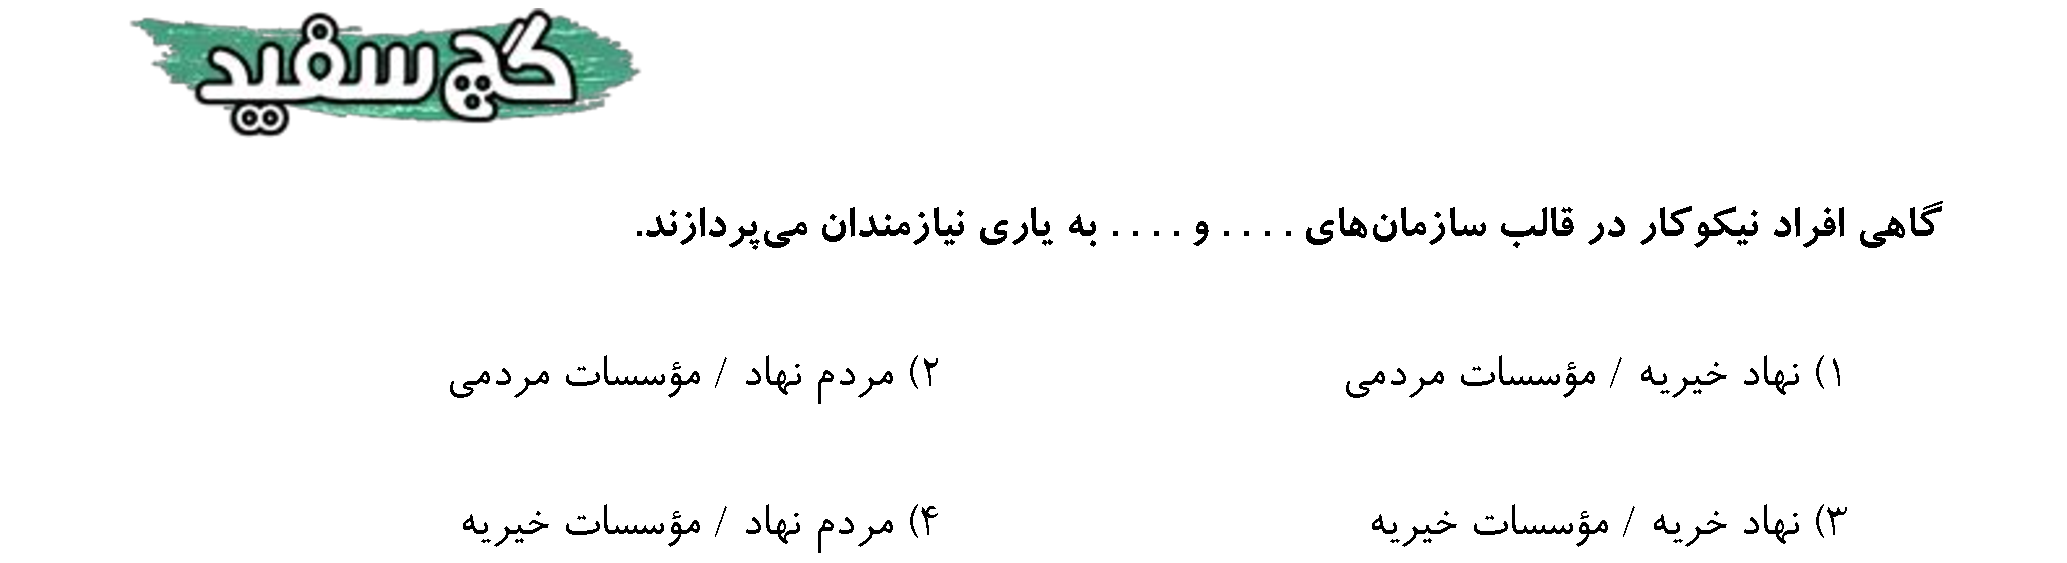 گچ سفید
گاهی افراد نیکوکار در قالب سازمان‌های . . . . و . . . . به یاری نیازمندان می‌پردازند.
۱) نهاد خیریه / مؤسسات مردمی ۲) مردم نهاد / مؤسسات مردمی
۳) نهاد خریه / مؤسسات خیریه ۴) مردم نهاد / مؤسسات خیریه